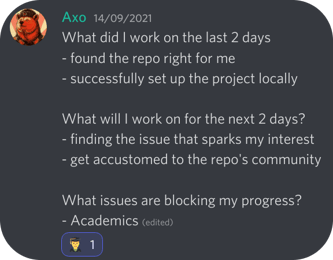 Axo 14/09/2021
What did I work on the last 2 days
- found the repo right for me
- successfully set up the project locally
What will I work on for the next 2 days?
- finding the issue that sparks my interest
- get accustomed to the repo's community
What issues are blocking my progress?
- Academics (edited)
1